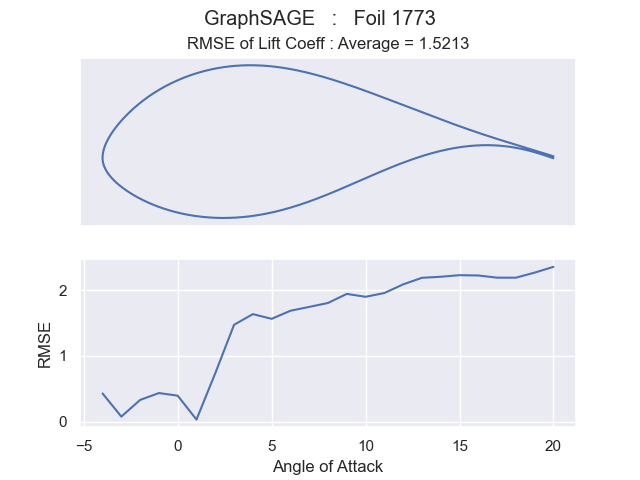 GraphSAGE : Foil 1773
RMSE of Lift Coeff : Average = 1.5213
2
1
0
RMSE
−5 0 5 10 15 20
Angle of Attack